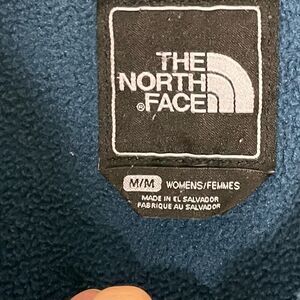 THE
NORTH
®FACE
M/M WOMENS/FEMMES
MADE IN EL SALVADOR
FABRIQUE AU SALVADOR